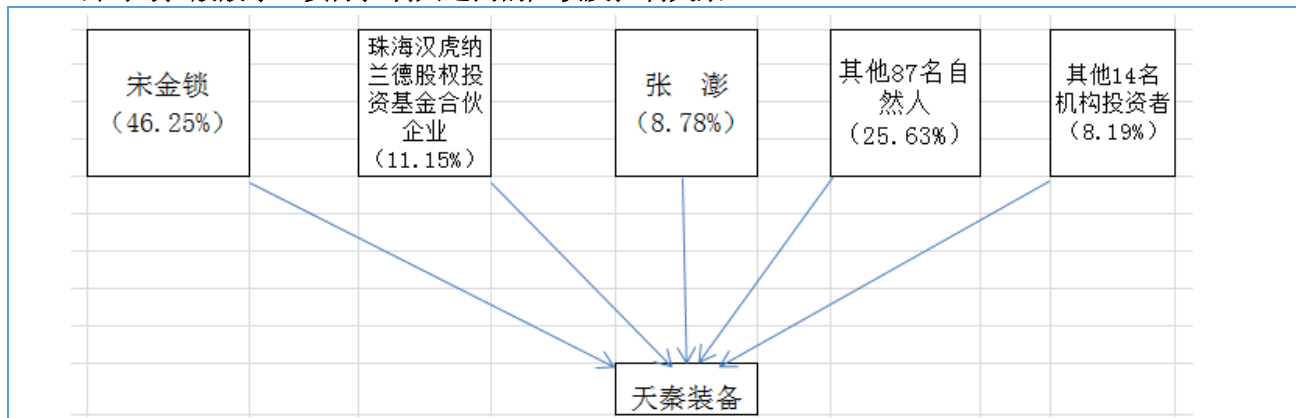 宋金锁
（46.25%）
珠海汉虎纳
兰德股权投
资基金合伙
企业
（11.15%）
张　澎
（8.78%）
其他87名自
然人
（25.63%）
其他14名
机构投资者
（8.19%）
天秦装备